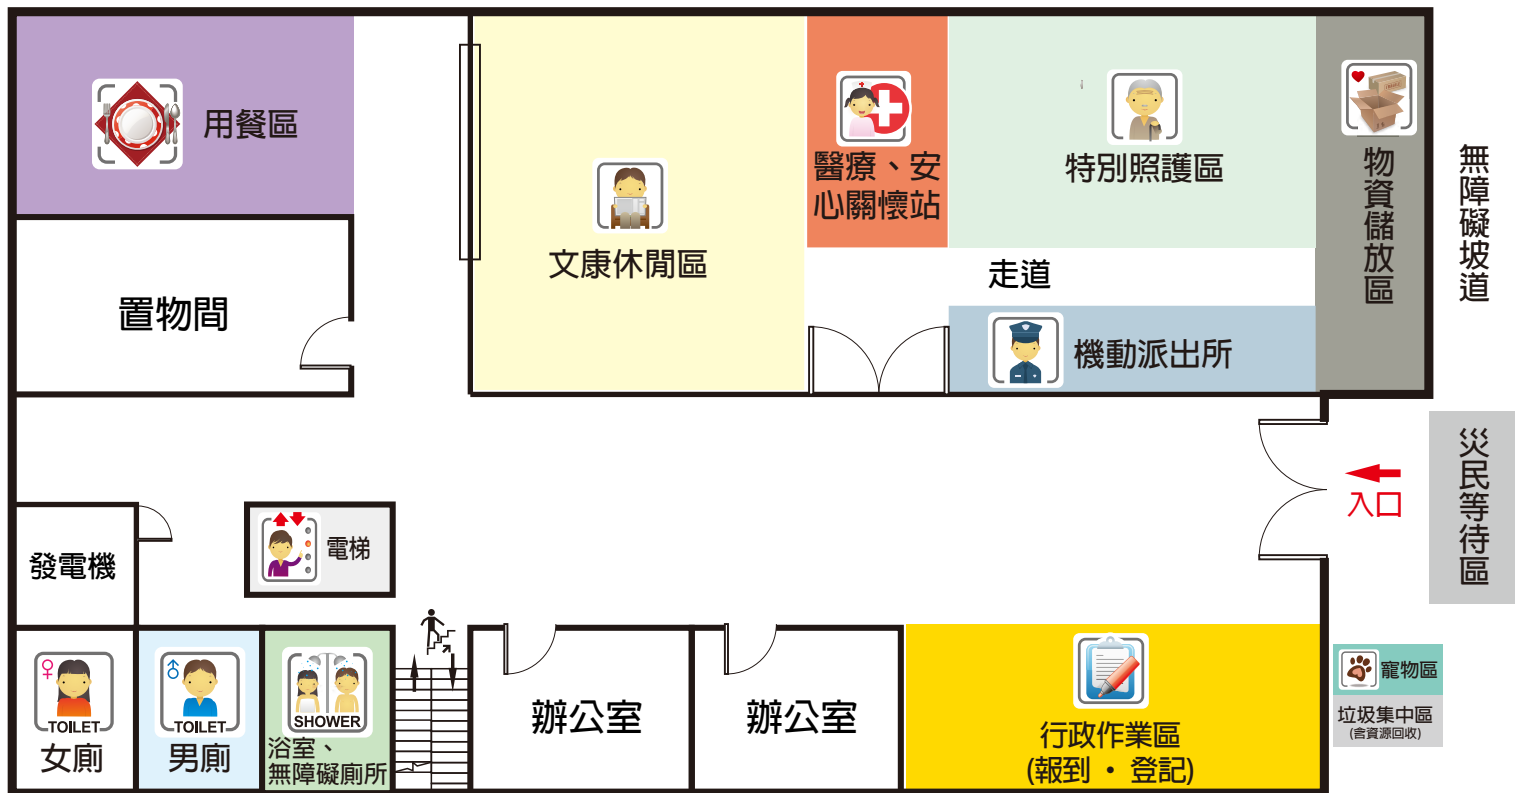 用餐區
置物間
文康休閒區
醫療、安
心關懷站
特別照護區
走道
機動派出所
物資儲放區
無障礙坡道
入口
災民等待區
發電機
電梯
TOILET
女廁
TOILET
男廁
SHOWER
浴室、
無障礙廁所
辦公室
辦公室
行政作業區
(報到 • 登記)
寵物區
垃圾集中區
(含資源回收)